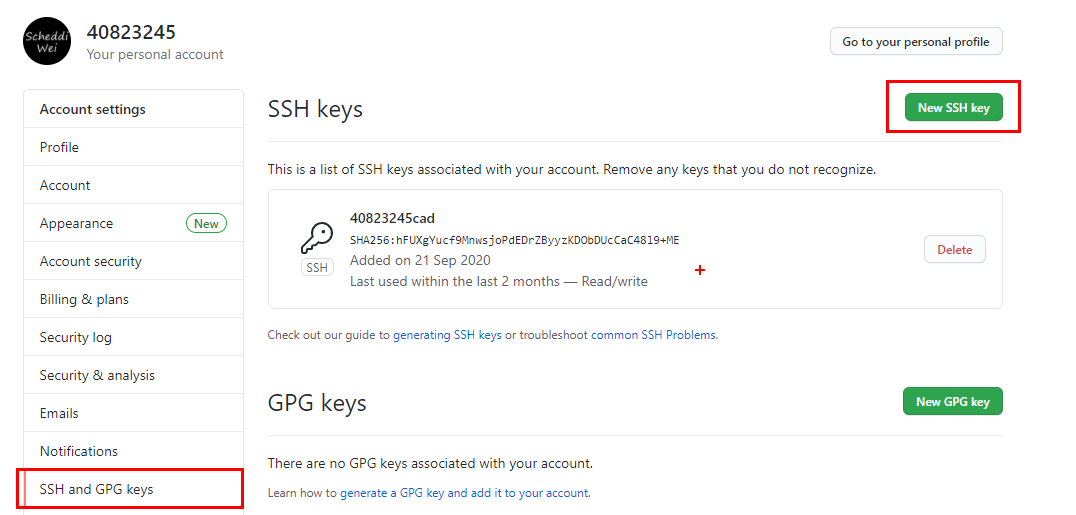 Scheddi
Wei
40823245
Your personal account
Go to your personal profile
Account settings
Profile
Account
Appearance New
Account security
Billing & plans
Security log
Security & analysis
Emails
Notifications
SSH and GPG keys
SSH keys
New SSH key
This is a list of SSH keys associated with your account. Remove any keys that you do not recognize.
40823245cad
SHA256:hFUXgYucf9MnwsjoPdEDrZByyzKDObDUcCaC48l9+ME
SSH
Added on 21 Sep 2020
Last used within the last 2 months — Read/write
Delete
Check out our guide to generating SSH keys or troubleshoot common SSH Problems.
GPG keys
New GPG key
There are no GPG keys associated with your account.
Learn how to generate a GPG key and add it to your account.